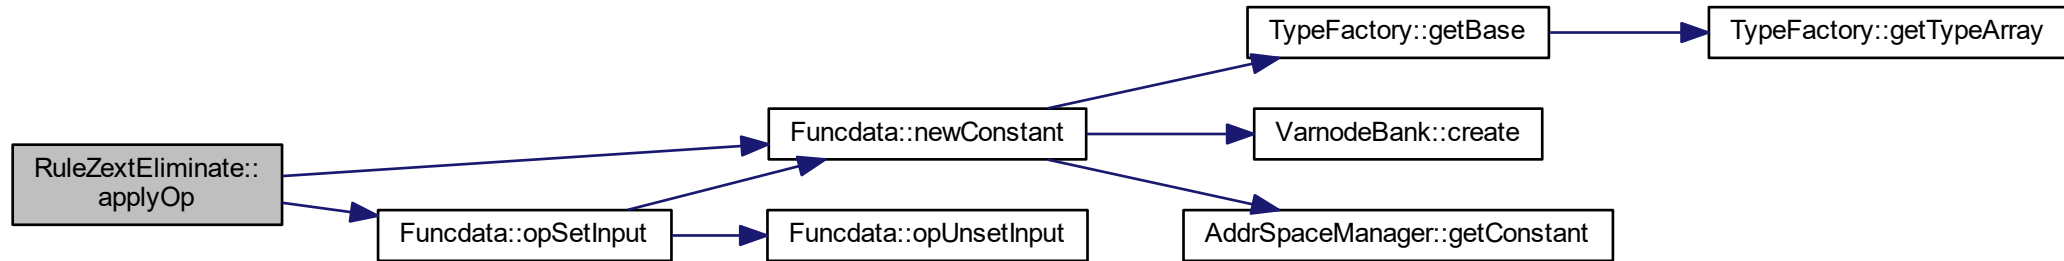 RuleZextEliminate::
applyOp
Funcdata::newConstant
Funcdata::opSetInput
TypeFactory::getBase
TypeFactory::getTypeArray
VarnodeBank::create
AddrSpaceManager::getConstant
Funcdata::opUnsetInput